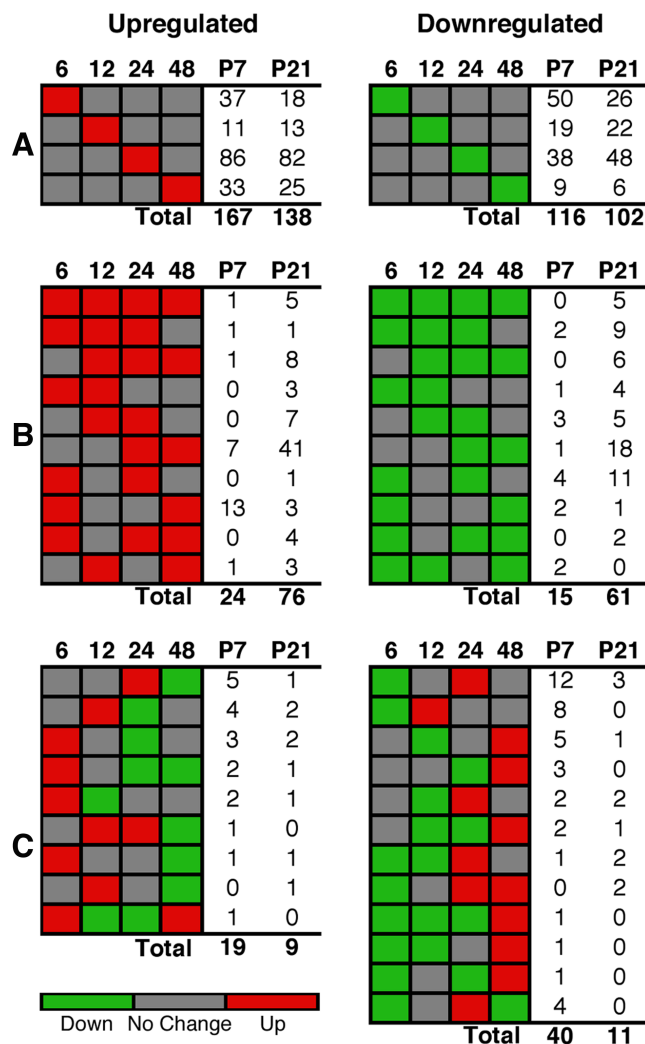 Upregulated Downregulated
6 12 24 48 P7 P21 6 12 24 48 P7 P21
37 18 50 26
11 13 19 22
A
86 82 38 48
33 25 9 6
Total 167 138 Total 116 102
6 12 24 48 P7 P21 6 12 24 48 P7 P21
1 5 0 5
1 1 2 9
1 8 0 6
0 3 1 4
0 7 3 5
B
7 41 1 18
0 1 4 11
13 3 2 1
0 4 0 2
1 3 2 0
Total 24 76 Total 15 61
6 12 24 48 P7 P21 6 12 24 48 P7 P21
5 1 12 3
4 2 8 0
3 2 5 1
2 1 3 0
2 1 2 2
1 0 2 1
C
1 1 1 2
0 1 0 2
1 0 1 0
Total 19 9 1 0
1 0
4 0
Down No Change Up
Total 40 11